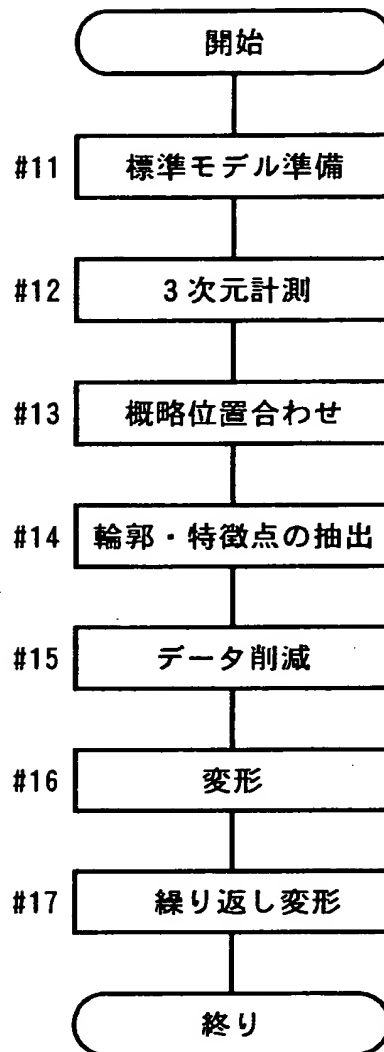 開始
#11 標準モデル準備
#12 3次元計測
#13 概略位置合わせ
#14 輪郭・特徴点の抽出
#15 データ削減
#16 変形
#17 繰り返し変形
終り